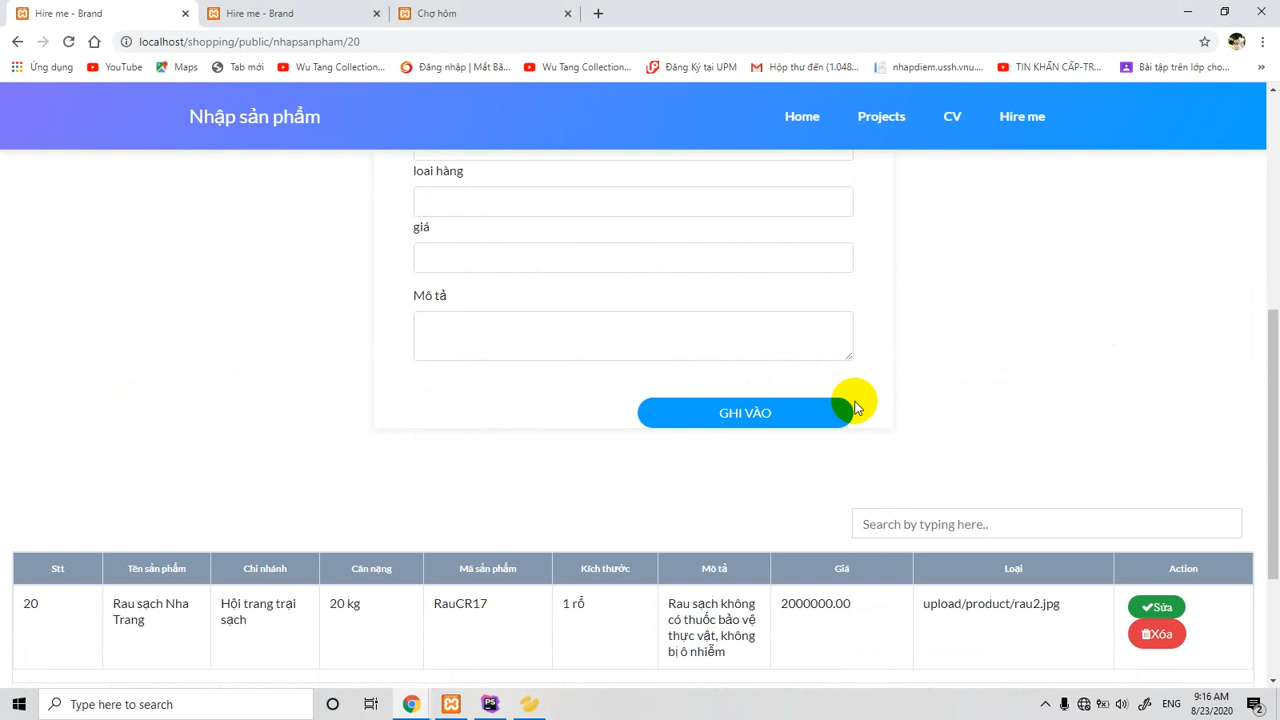 Hire me - Brand
Hire me - Brand
Chợ hôm
localhost/shopping/public/nhapsanpham/20
Ứng dụng
YouTube
Maps
Tab mới
Wu Tang Collection...
Đăng nhập | Mắt Bã...
Wu Tang Collection...
Đăng Ký tại UPM
Hộp thư đến (1.048...
nhapdiem.ussh.vnu....
TIN KHẨN CẤP-TR...
Bài tập trên lớp cho...
»
Nhập sản phẩm
Home
Projects
CV
Hire me
loai hàng
giá
Mô tả
GHI VÀO
Search by typing here..
Stt
Tên sản phẩm
Chi nhánh
Cân nặng
Mã sản phẩm
Kích thước
Mô tả
Giá
Loại
Action
20
Rau sạch Nha
Trang
Hội trang trại
sạch
20 kg
RauCR17
1 rổ
Rau sạch không
có thuốc bảo vệ
thực vật, không
bị ô nhiễm
2000000.00
upload/product/rau2.jpg
Sửa
Xóa
Type here to search
ENG
9:16 AM
8/23/2020
2